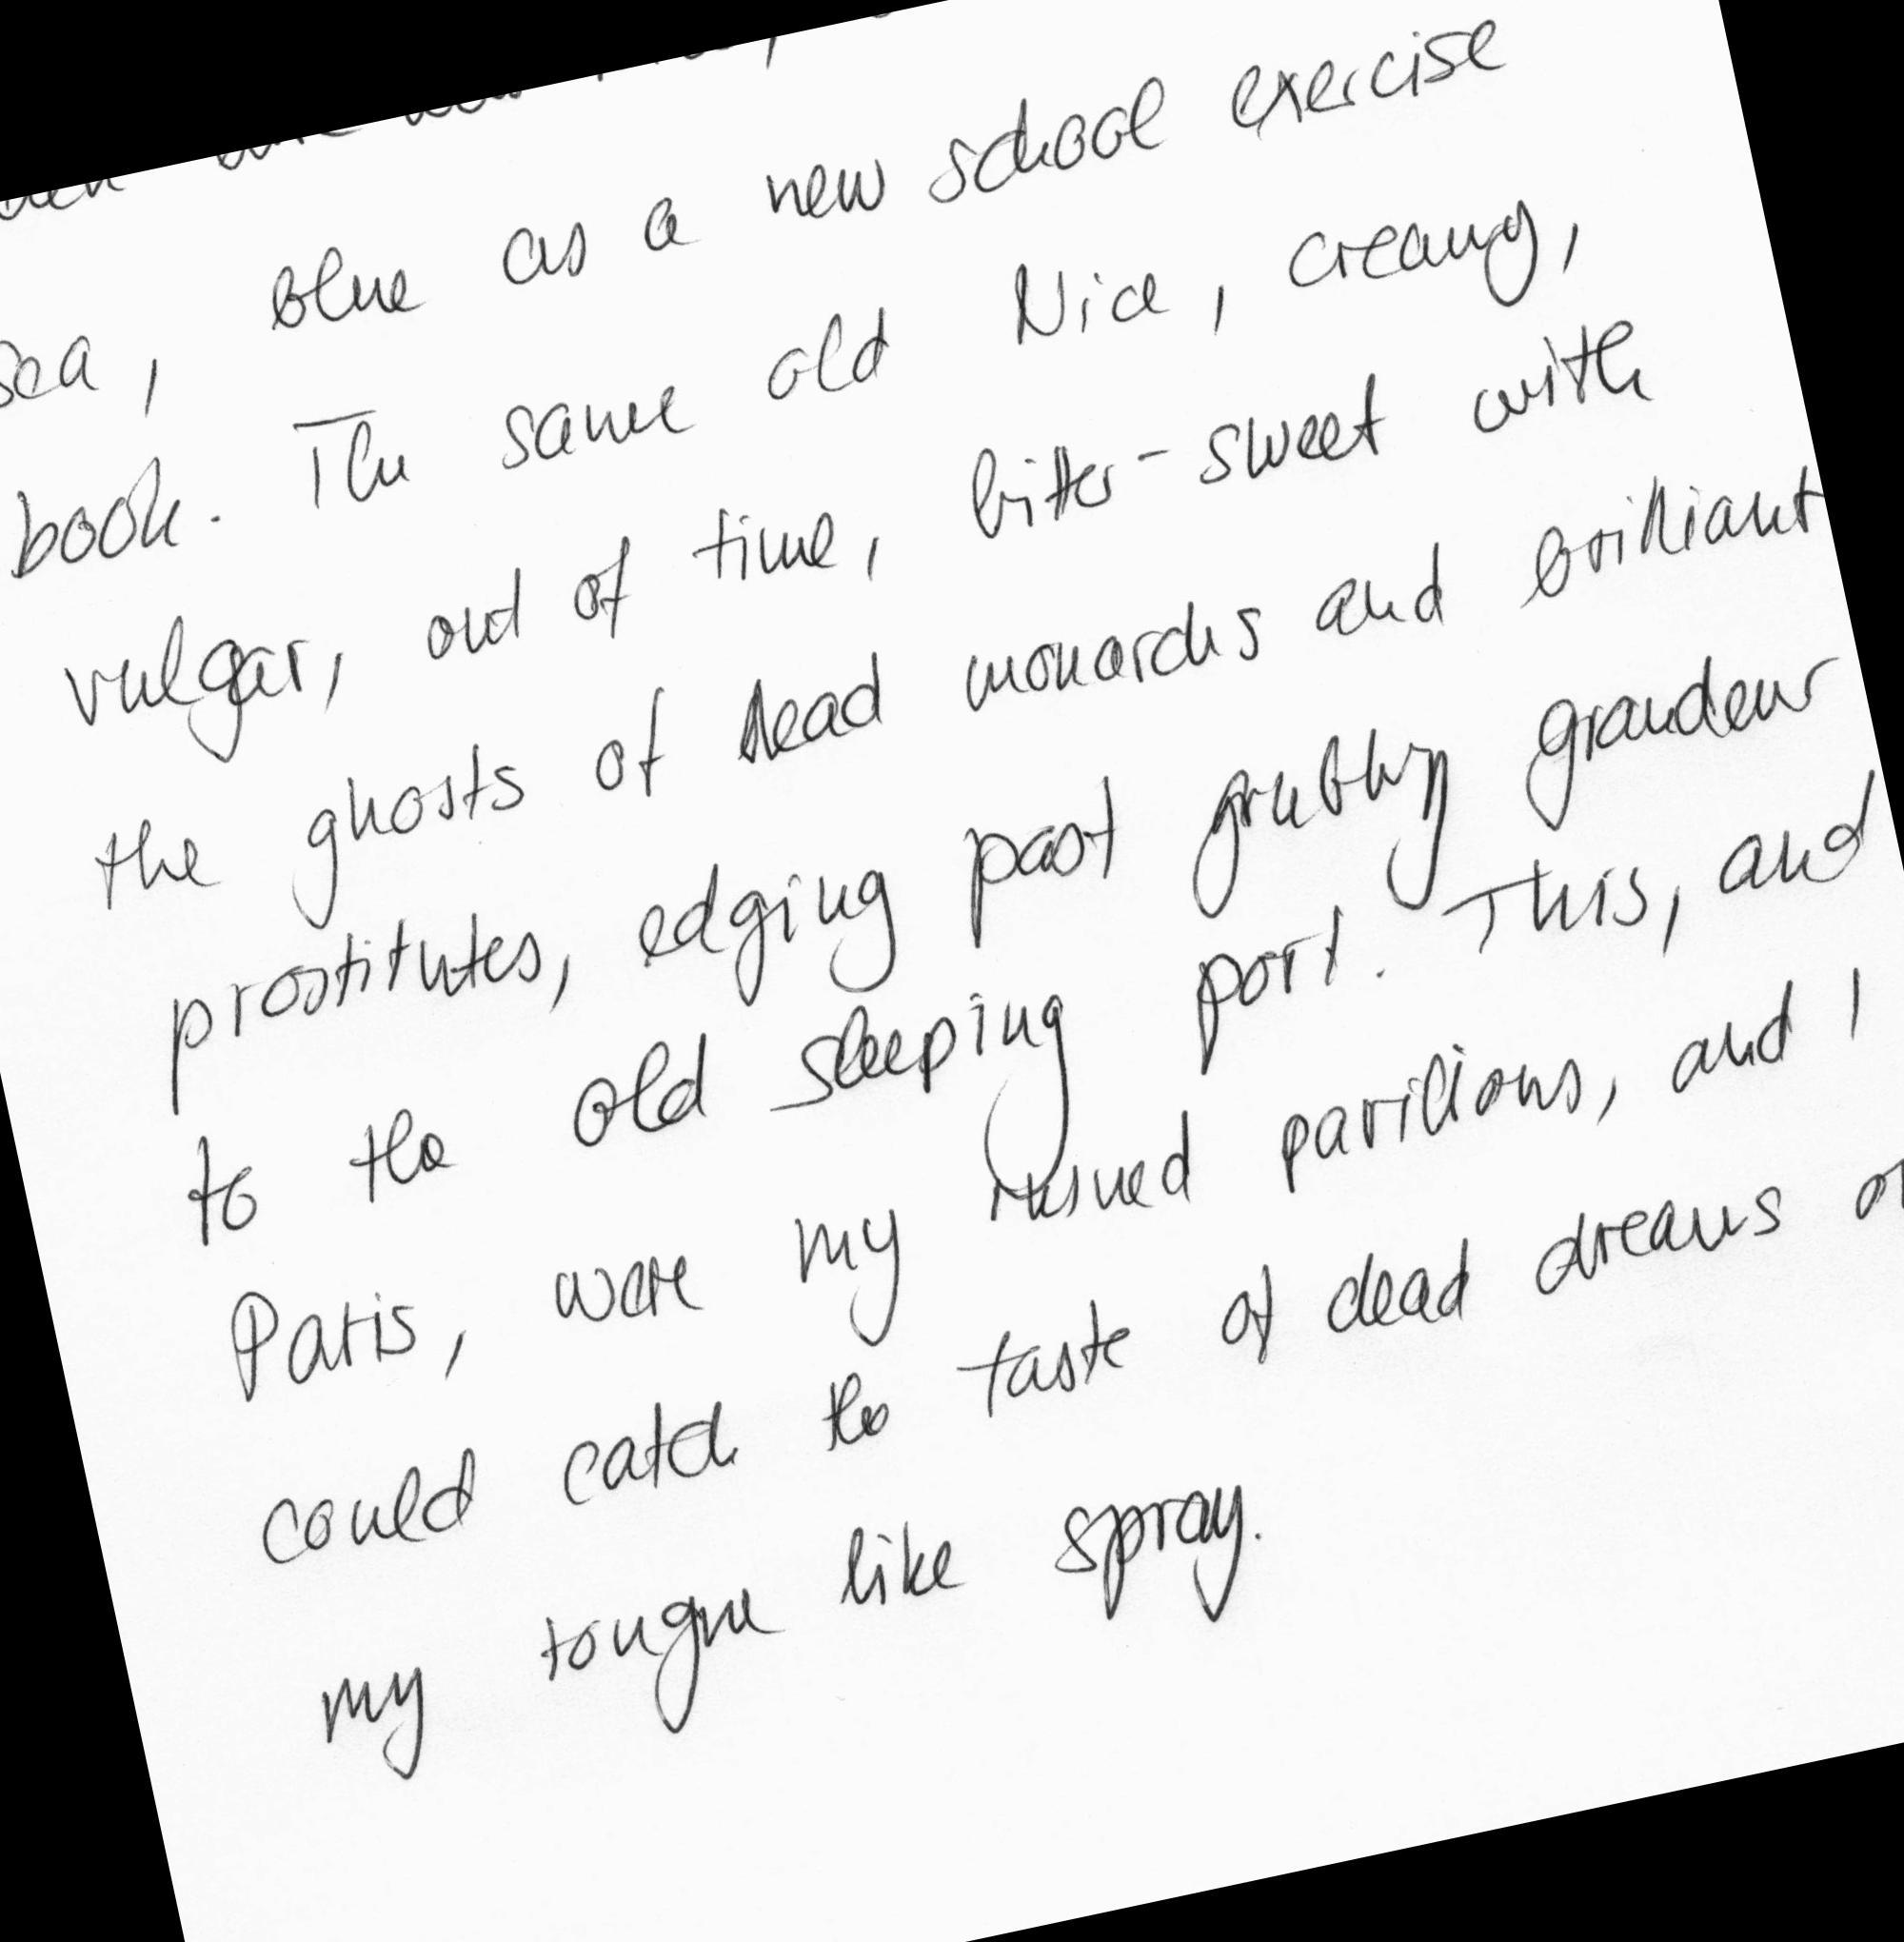 sea, blue as a new school exercise
book. The same old Nice, creamy,
vulgar, out of time, bitter-sweet with
the ghosts of dead monarchs and brilliant
prostitutes, edging past grubby grandeur
to the old sleeping port. This, and
Paris, were my ruined pavilions, and I
could catch the taste of dead dreams on
my tongue like spray.